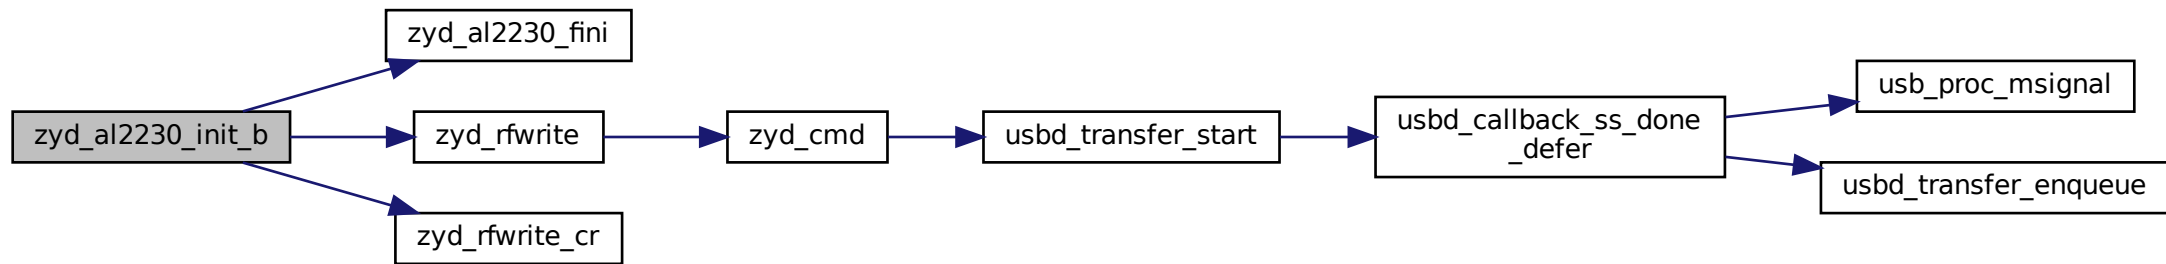 zyd_al2230_init_b
zyd_al2230_fini
zyd_rfwrite
zyd_rfwrite_cr
zyd_cmd
usbd_transfer_start
usbd_callback_ss_done
_defer
usb_proc_msignal
usbd_transfer_enqueue